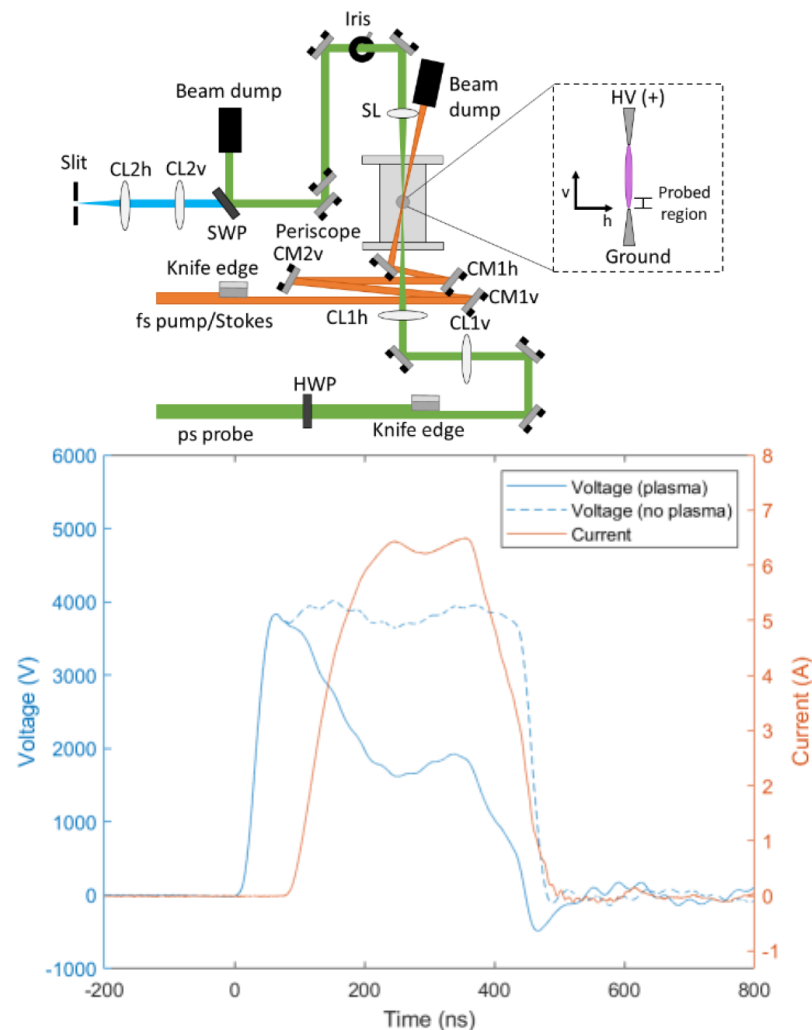 Iris
Beam dump
Beam
dump
SL
HV (+)
Slit
CL2h
CL2v
v
h
Probed
region
SWP
Periscope
Ground
CM2v
Knife edge
CM1h
CM1v
fs pump/Stokes
CL1h
CL1v
HWP
ps probe
Knife edge
6000
5000
4000
3000
2000
1000
0
-1000
Voltage (V)
8
7
6
5
4
3
2
1
0
-1
Current (A)
Voltage (plasma)
Voltage (no plasma)
Current
-200
0
200
400
600
800
Time (ns)